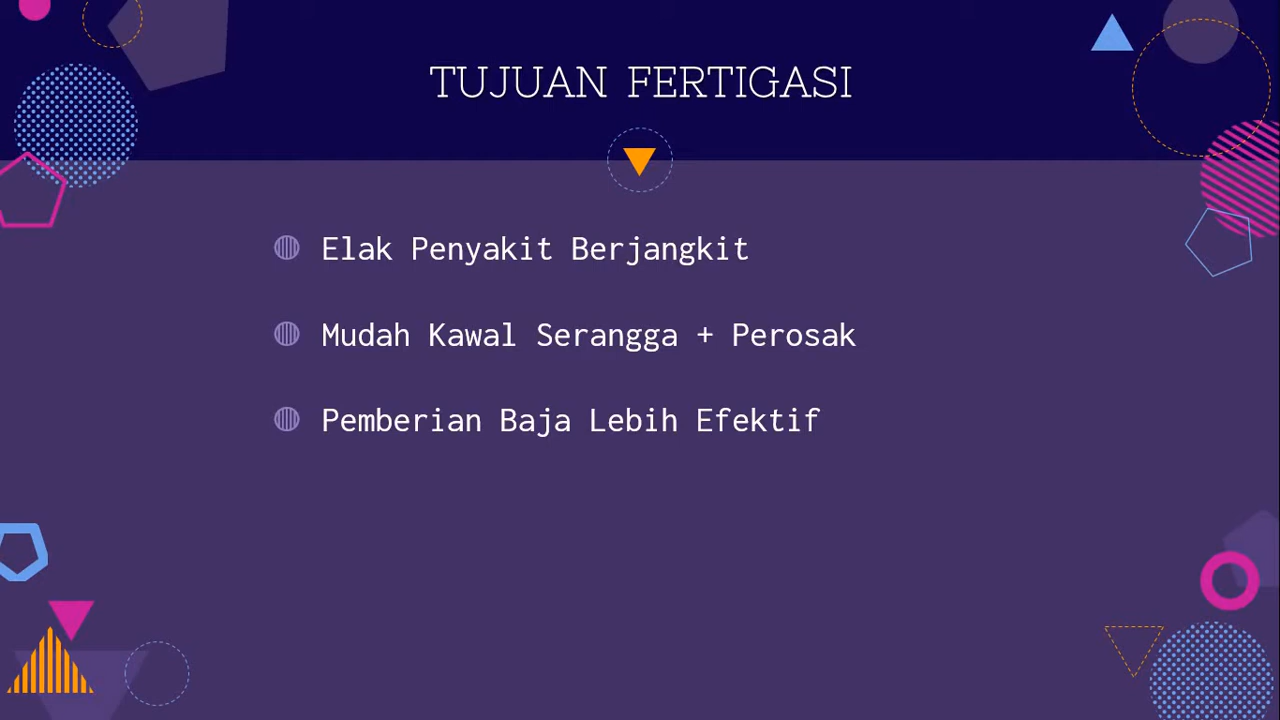 TUJUAN FERTIGASI
Elak Penyakit Berjangkit
Mudah Kawal Serangga + Perosak
Pemberian Baja Lebih Efektif